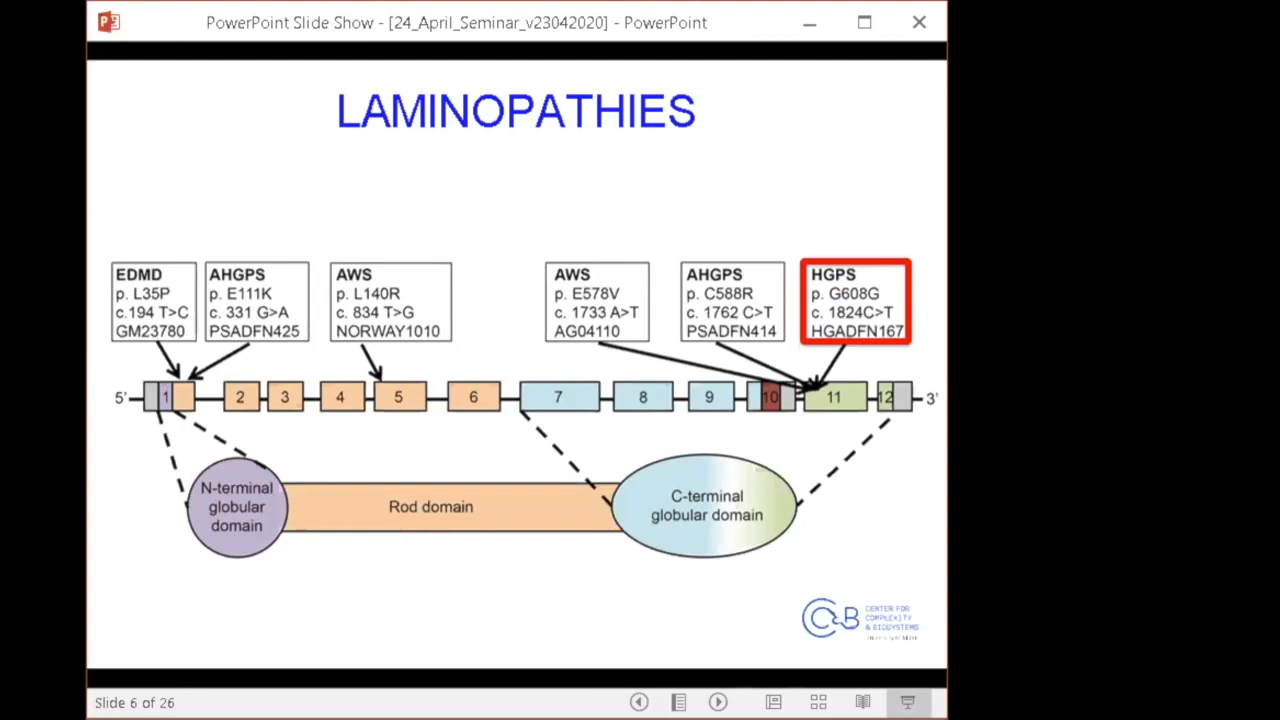 PowerPoint Slide Show - [24_April_Seminar_v23042020] - PowerPoint
LAMINOPATHIES
EDMD
p. L35P
c.194 T>C
GM23780
AHGPS
p. E111K
c. 331 G>A
PSADFN425
AWS
p. L140R
c. 834 T>G
NORWAY1010
AWS
p. E578V
c. 1733 A>T
AG04110
AHGPS
p. C588R
c. 1762 C>T
PSADFN414
HGPS
p. G608G
c. 1824C>T
HGADFN167
5' 1 2 3 4 5 6 7 8 9 10 11 12 3'
N-terminal
globular
domain
Rod domain
C-terminal
globular domain
C&B
CENTER FOR
COMPLEXITY
& BIOSYSTEMS
Slide 6 of 26